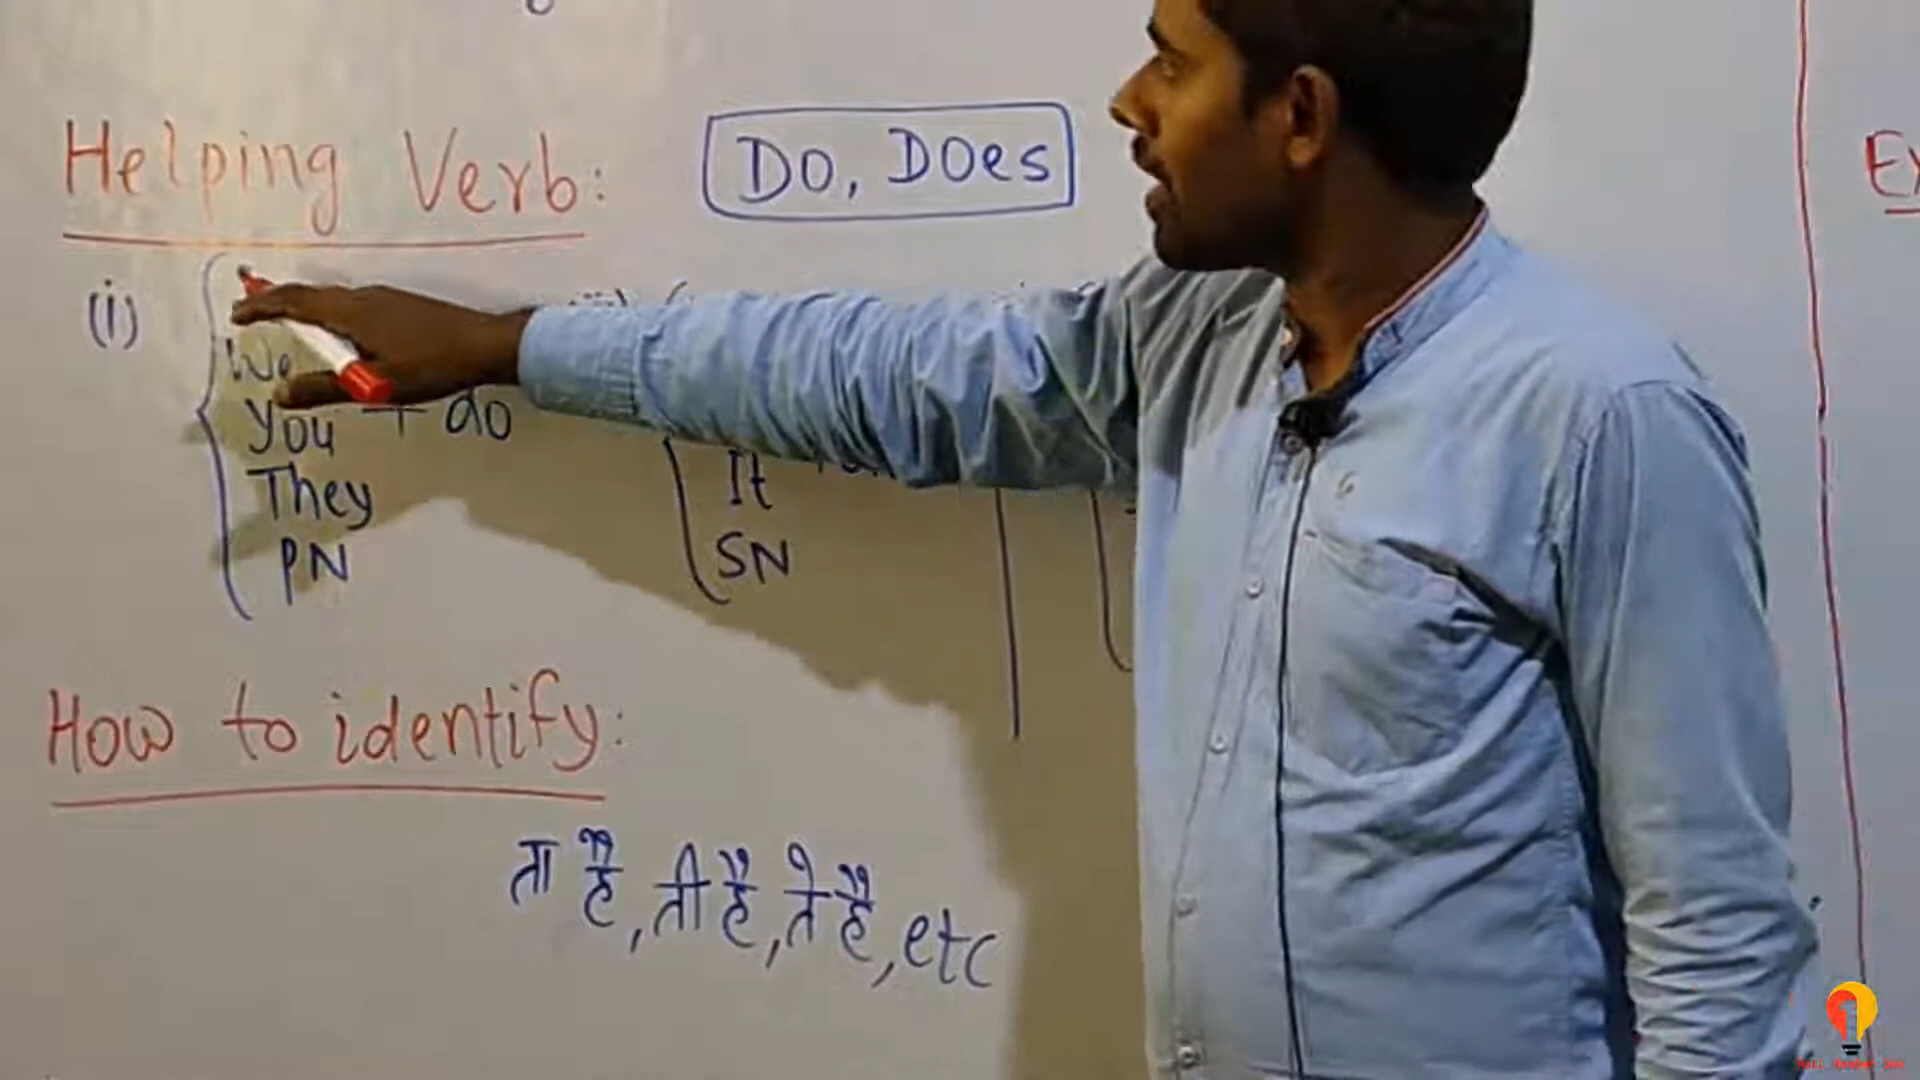 Helping Verb:
Do, Does
(i)
We
You + do
They
PN
It
SN
How to identify:
ता है, ती है, ते है, etc